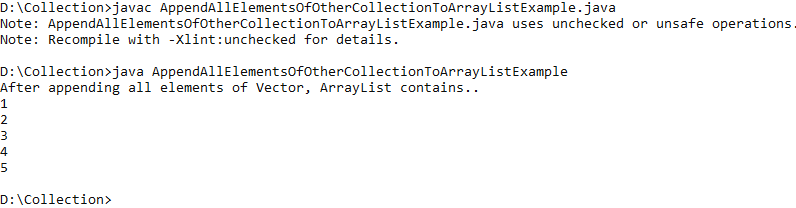 D:\Collection>javac AppendAllElementsOfOtherCollectionToArrayListExample.java
Note: AppendAllElementsOfOtherCollectionToArrayListExample.java uses unchecked or unsafe operations.
Note: Recompile with -Xlint:unchecked for details.
D:\Collection>java AppendAllElementsOfOtherCollectionToArrayListExample
After appending all elements of Vector, ArrayList contains..
1
2
3
4
5
D:\Collection>